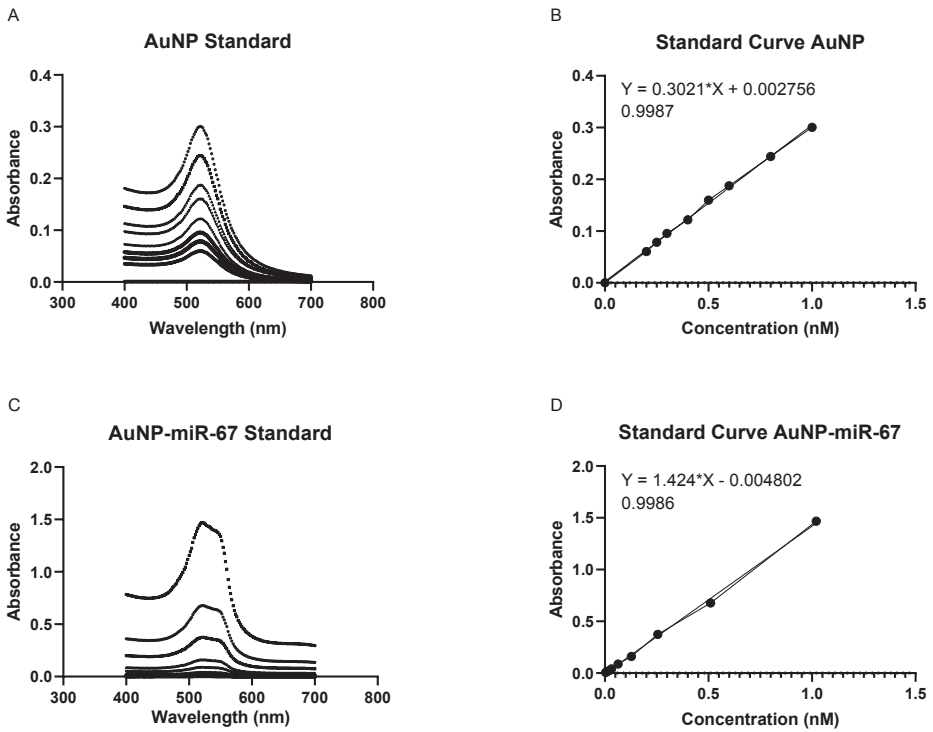 A
AuNP Standard
0.4
0.3
0.2
0.1
0.0
Absorbance
300 400 500 600 700 800
Wavelength (nm)
B
Standard Curve AuNP
Y = 0.3021*X + 0.002756
0.9987
0.4
0.3
0.2
0.1
0.0
Absorbance
0.0 0.5 1.0 1.5
Concentration (nM)
C
AuNP-miR-67 Standard
2.0
1.5
1.0
0.5
0.0
Absorbance
300 400 500 600 700 800
Wavelength (nm)
D
Standard Curve AuNP-miR-67
Y = 1.424*X - 0.004802
0.9986
2.0
1.5
1.0
0.5
0.0
Absorbance
0.0 0.5 1.0 1.5
Concentration (nM)